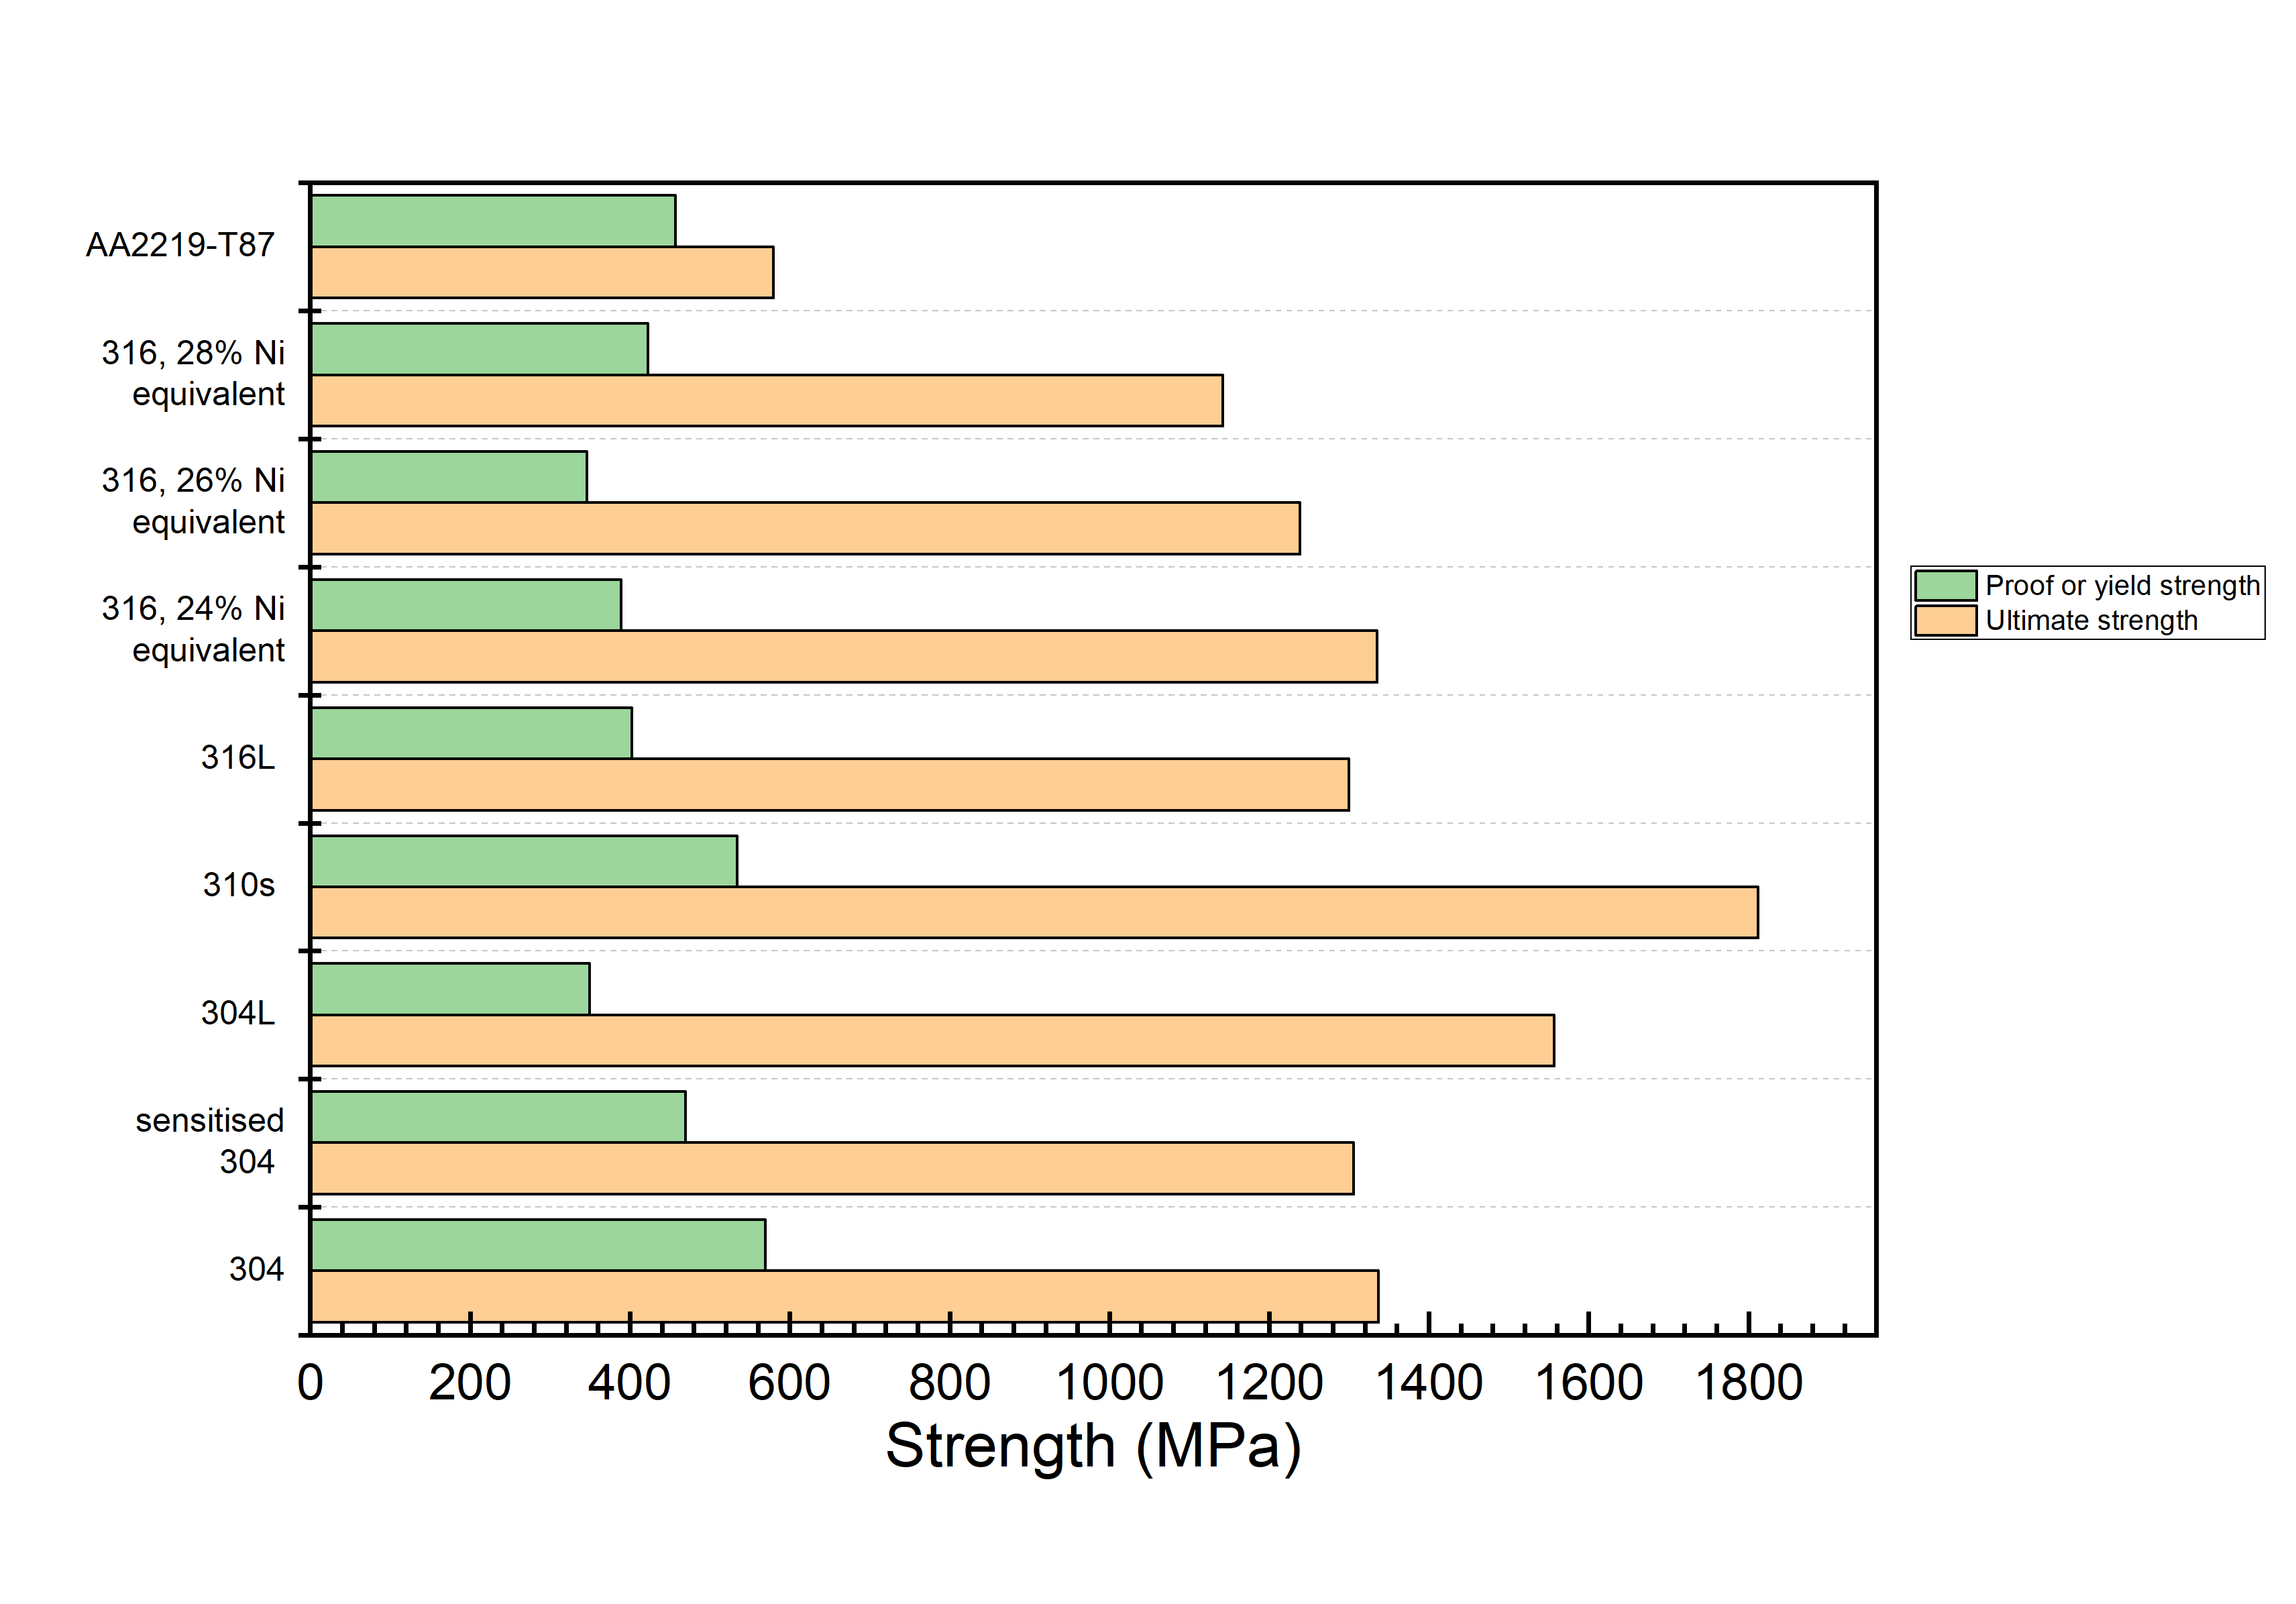 AA2219-T87
316, 28% Ni
equivalent
316, 26% Ni
equivalent
316, 24% Ni
equivalent
316L
310s
304L
sensitised
304
304
0 200 400 600 800 1000 1200 1400 1600 1800
Strength (MPa)
Proof or yield strength
Ultimate strength